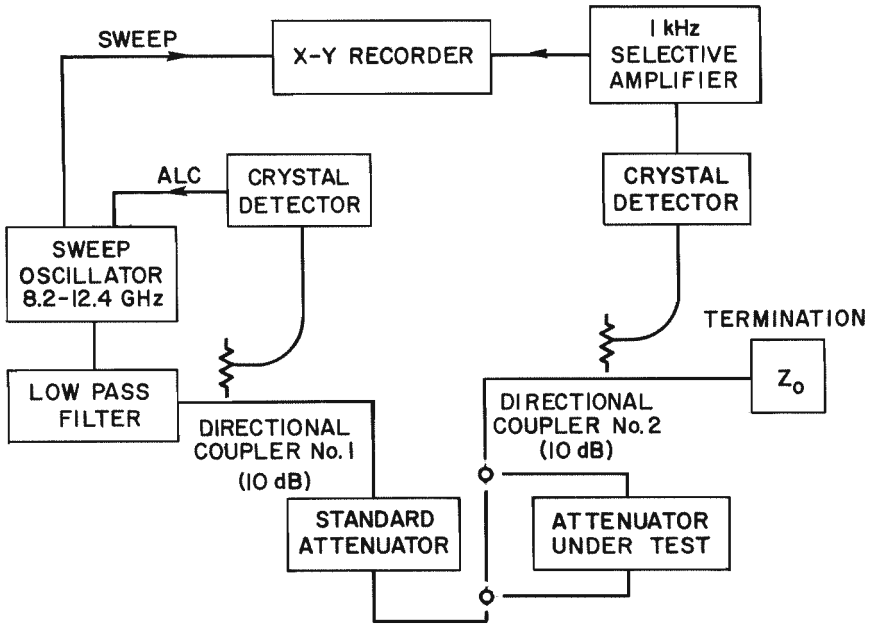 SWEEP
X-Y RECORDER
1 kHz
SELECTIVE
AMPLIFIER
ALC
CRYSTAL
DETECTOR
CRYSTAL
DETECTOR
SWEEP
OSCILLATOR
8.2-12.4 GHz
TERMINATION
Z₀
LOW PASS
FILTER
DIRECTIONAL
COUPLER No. 1
(10 dB)
DIRECTIONAL
COUPLER No. 2
(10 dB)
STANDARD
ATTENUATOR
ATTENUATOR
UNDER TEST